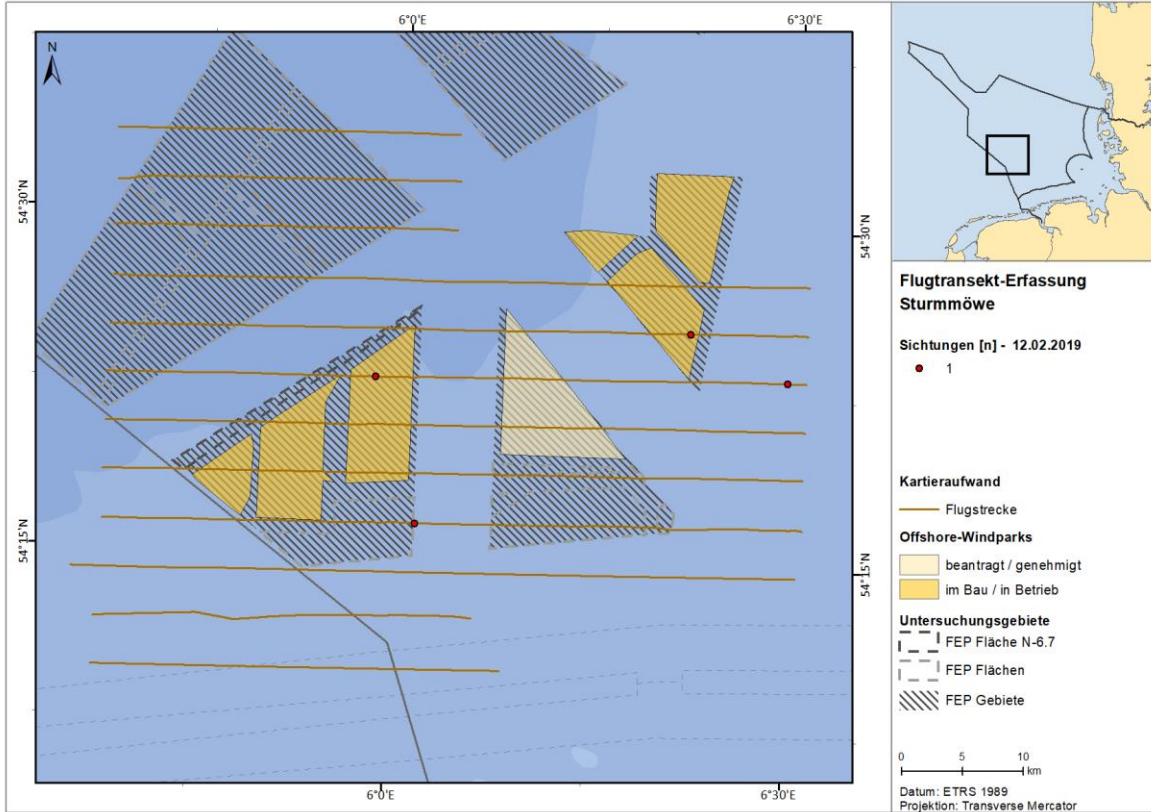 6°0'E
6°30'E
N
54°30'N
54°30'N
54°15'N
54°15'N
6°0'E
6°30'E
Flugtransekt-Erfassung
Sturmmöwe
Sichtungen [n] - 12.02.2019
1
Kartieraufwand
Flugstrecke
Offshore-Windparks
beantragt / genehmigt
im Bau / in Betrieb
Untersuchungsgebiete
FEP Fläche N-6.7
FEP Flächen
FEP Gebiete
0 5 10
km
Datum: ETRS 1989
Projektion: Transverse Mercator